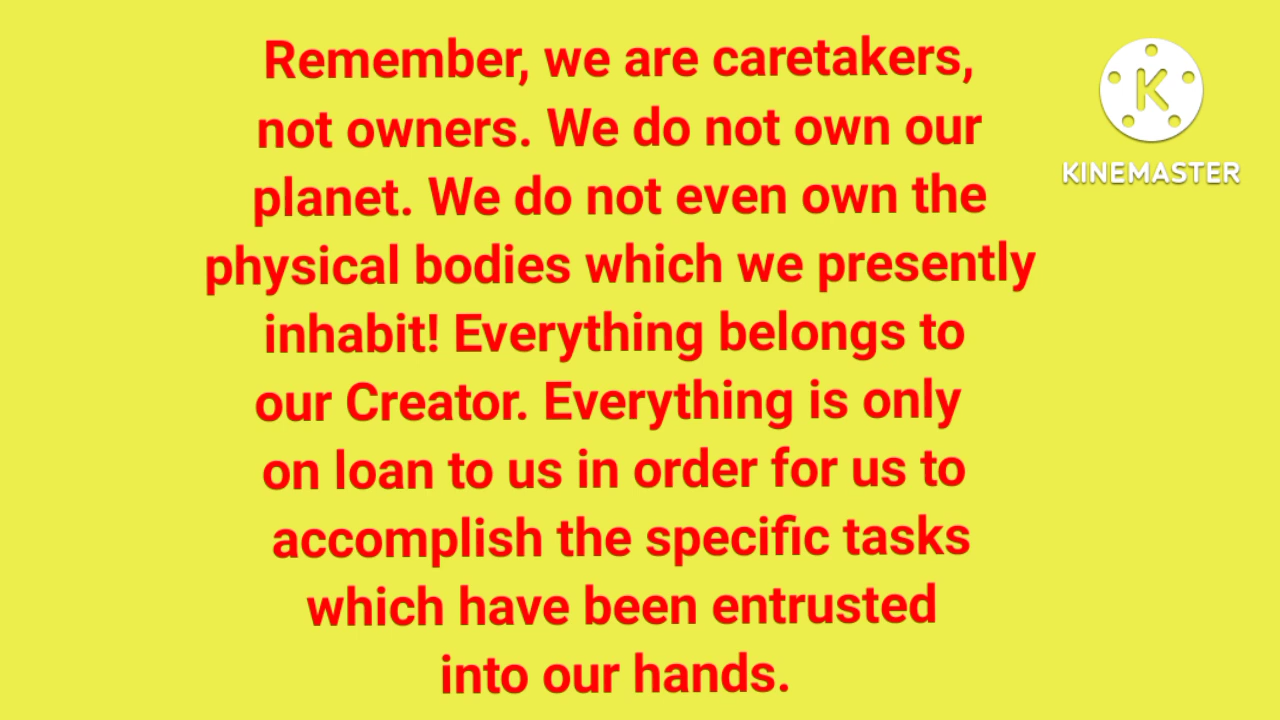 Remember, we are caretakers,
not owners. We do not own our
planet. We do not even own the
physical bodies which we presently
inhabit! Everything belongs to
our Creator. Everything is only
on loan to us in order for us to
accomplish the specific tasks
which have been entrusted
into our hands.
K
KINEMASTER